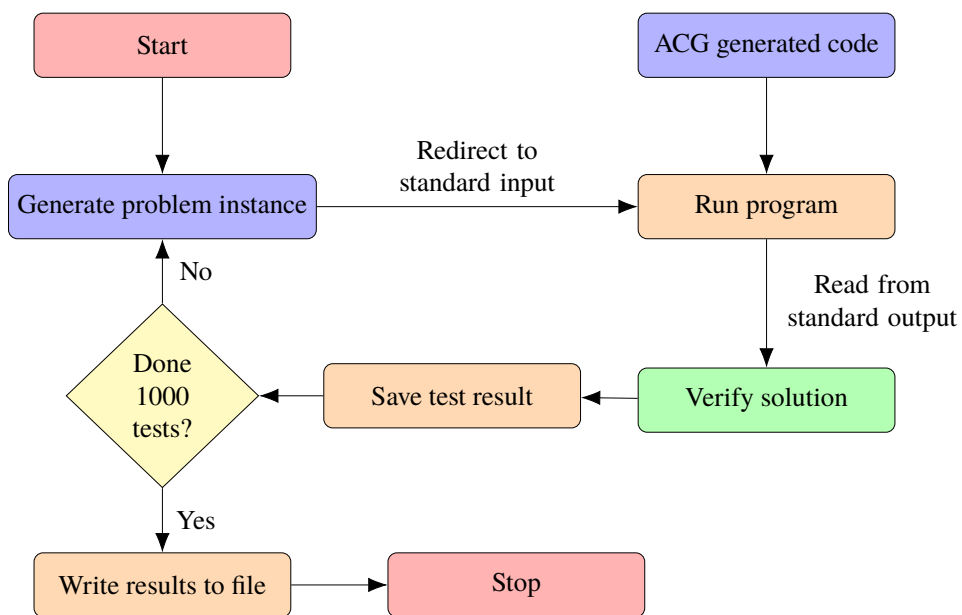 Start
ACG generated code
Redirect to
standard input
Generate problem instance
Run program
No
Read from
standard output
Done
1000
tests?
Save test result
Verify solution
Yes
Write results to file
Stop